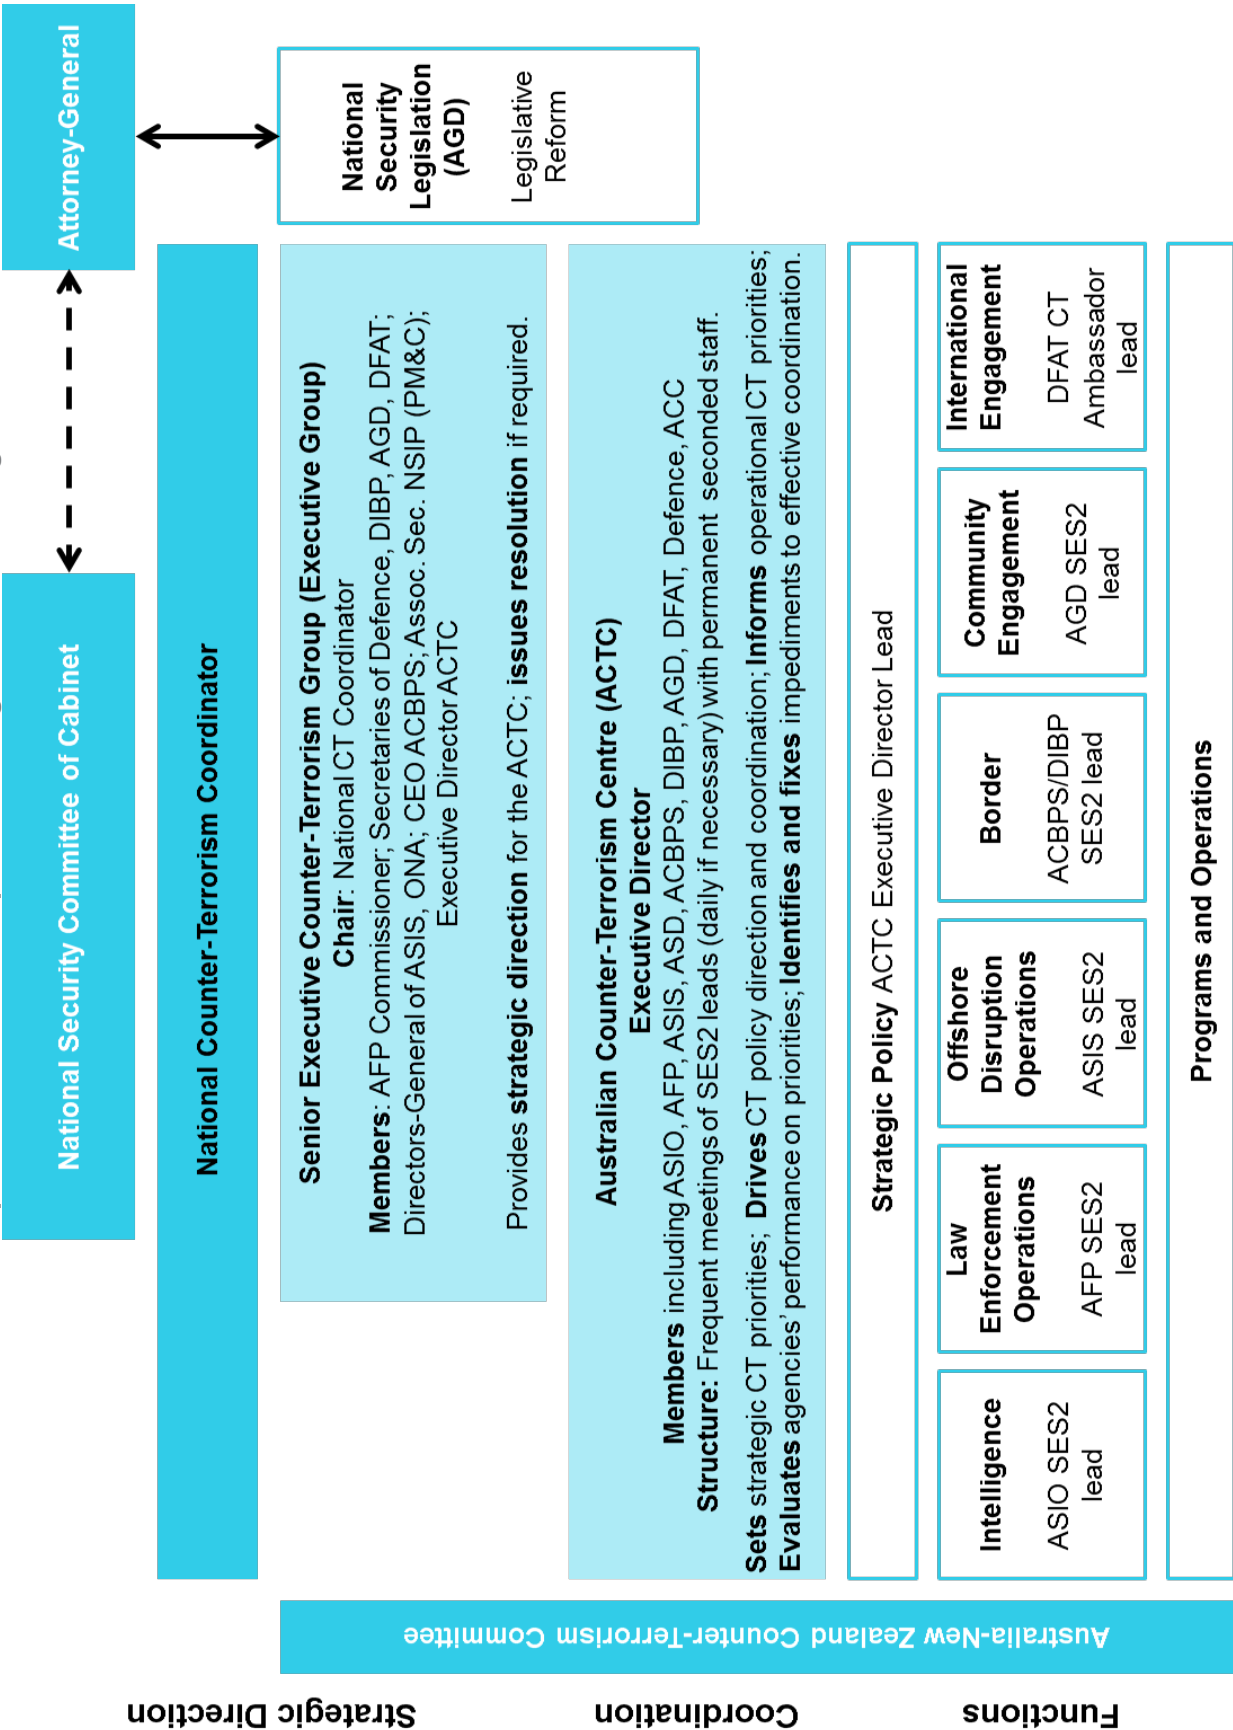 National Security Committee of Cabinet
Attorney-General
National Counter-Terrorism Coordinator
Strategic Direction
Australia-New Zealand Counter-Terrorism Committee
Senior Executive Counter-Terrorism Group (Executive Group)
Chair: National CT Coordinator
Members: AFP Commissioner; Secretaries of Defence, DIBP, AGD, DFAT;
Directors-General of ASIS, ONA; CEO ACBPS; Assoc. Sec. NSIP (PM&C);
Executive Director ACTC
Provides strategic direction for the ACTC; issues resolution if required.
National
Security
Legislation
(AGD)
Legislative
Reform
Coordination
Australian Counter-Terrorism Centre (ACTC)
Executive Director
Members including ASIO, AFP, ASIS, ASD, ACBPS, DIBP, AGD, DFAT, Defence, ACC
Structure: Frequent meetings of SES2 leads (daily if necessary) with permanent seconded staff.
Sets strategic CT priorities; Drives CT policy direction and coordination; Informs operational CT priorities;
Evaluates agencies' performance on priorities; Identifies and fixes impediments to effective coordination.
Strategic Policy ACTC Executive Director Lead
Functions
Intelligence
ASIO SES2
lead
Law
Enforcement
Operations
AFP SES2
lead
Offshore
Disruption
Operations
ASIS SES2
lead
Border
ACBPS/DIBP
SES2 lead
Community
Engagement
AGD SES2
lead
International
Engagement
DFAT CT
Ambassador
lead
Programs and Operations